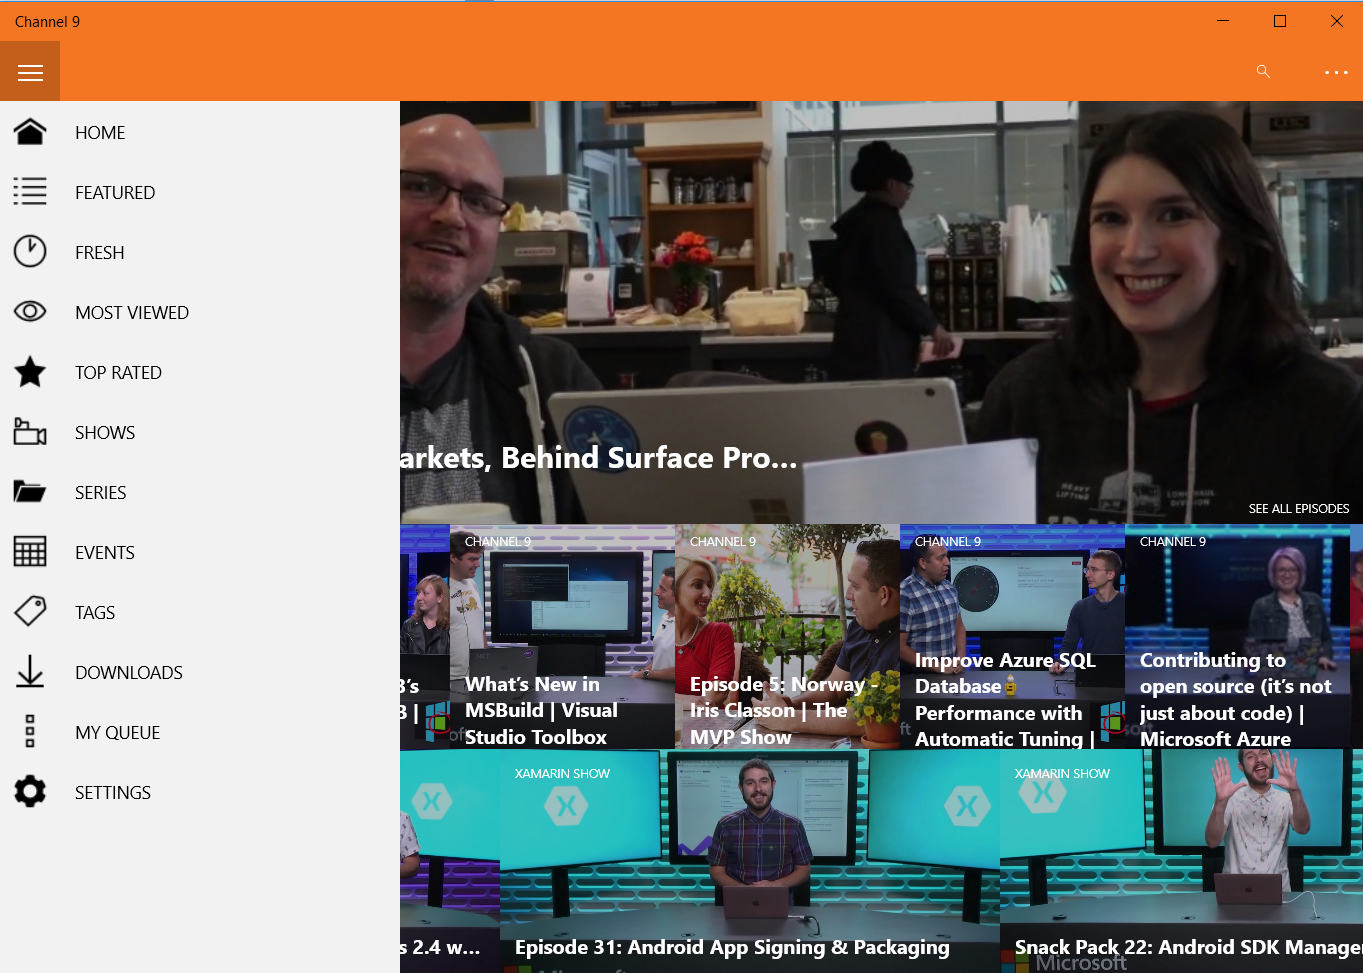 Channel 9
HOME
FEATURED
FRESH
MOST VIEWED
TOP RATED
SHOWS
SERIES
EVENTS
TAGS
DOWNLOADS
MY QUEUE
SETTINGS
arkets, Behind Surface Pro...
HEAVY
LIFTING
SEE ALL EPISODES
CHANNEL 9
What's New in
MSBuild | Visual
Studio Toolbox
CHANNEL 9
Episode 5: Norway -
Iris Classon | The
MVP Show
CHANNEL 9
Improve Azure SQL
Database
Performance with
Automatic Tuning |
CHANNEL 9
Contributing to
open source (it's not
just about code) |
Microsoft Azure
s 2.4 w...
XAMARIN SHOW
Episode 31: Android App Signing & Packaging
Microsoft
XAMARIN SHOW
Snack Pack 22: Android SDK Manager
Microsoft